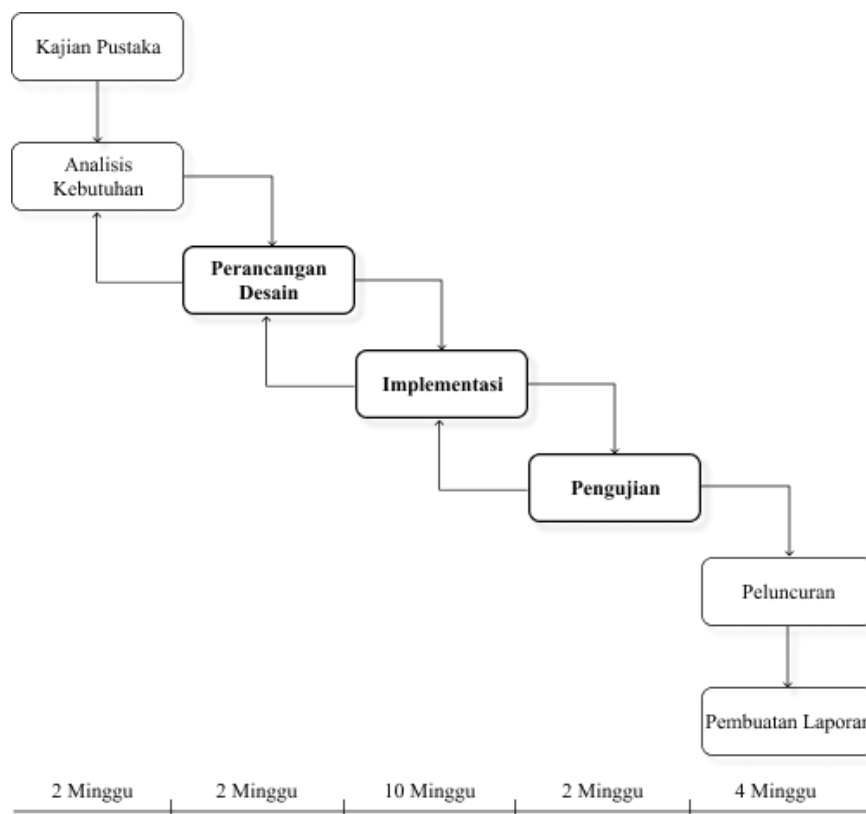 Kajian Pustaka
Analisis
Kebutuhan
Perancangan
Desain
Implementasi
Pengujian
Peluncuran
Pembuatan Laporan
2 Minggu
2 Minggu
10 Minggu
2 Minggu
4 Minggu